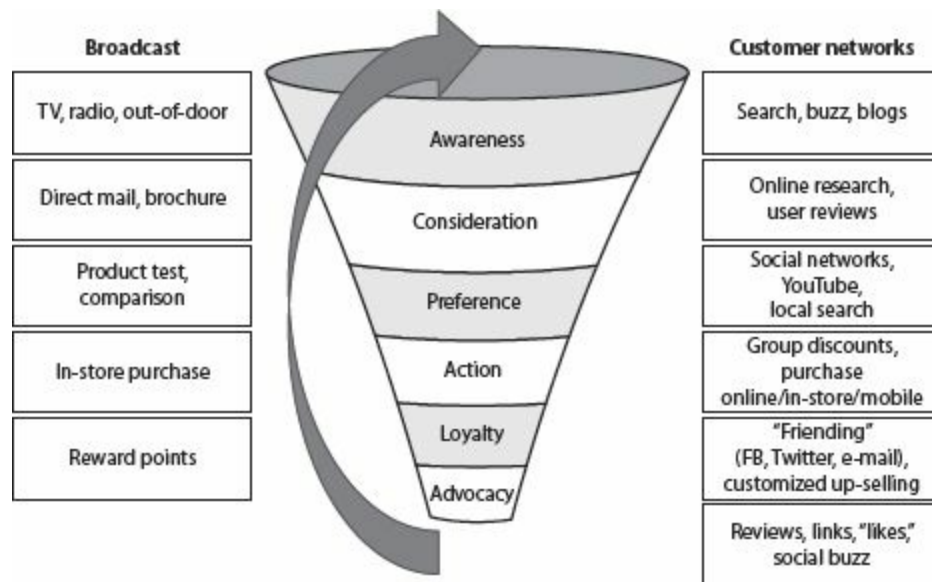 Broadcast
TV, radio, out-of-door
Direct mail, brochure
Product test,
comparison
In-store purchase
Reward points
Awareness
Consideration
Preference
Action
Loyalty
Advocacy
Customer networks
Search, buzz, blogs
Online research,
user reviews
Social networks,
YouTube,
local search
Group discounts,
purchase
online/in-store/mobile
“Friending”
(FB, Twitter, e-mail),
customized up-selling
Reviews, links, “likes,”
social buzz